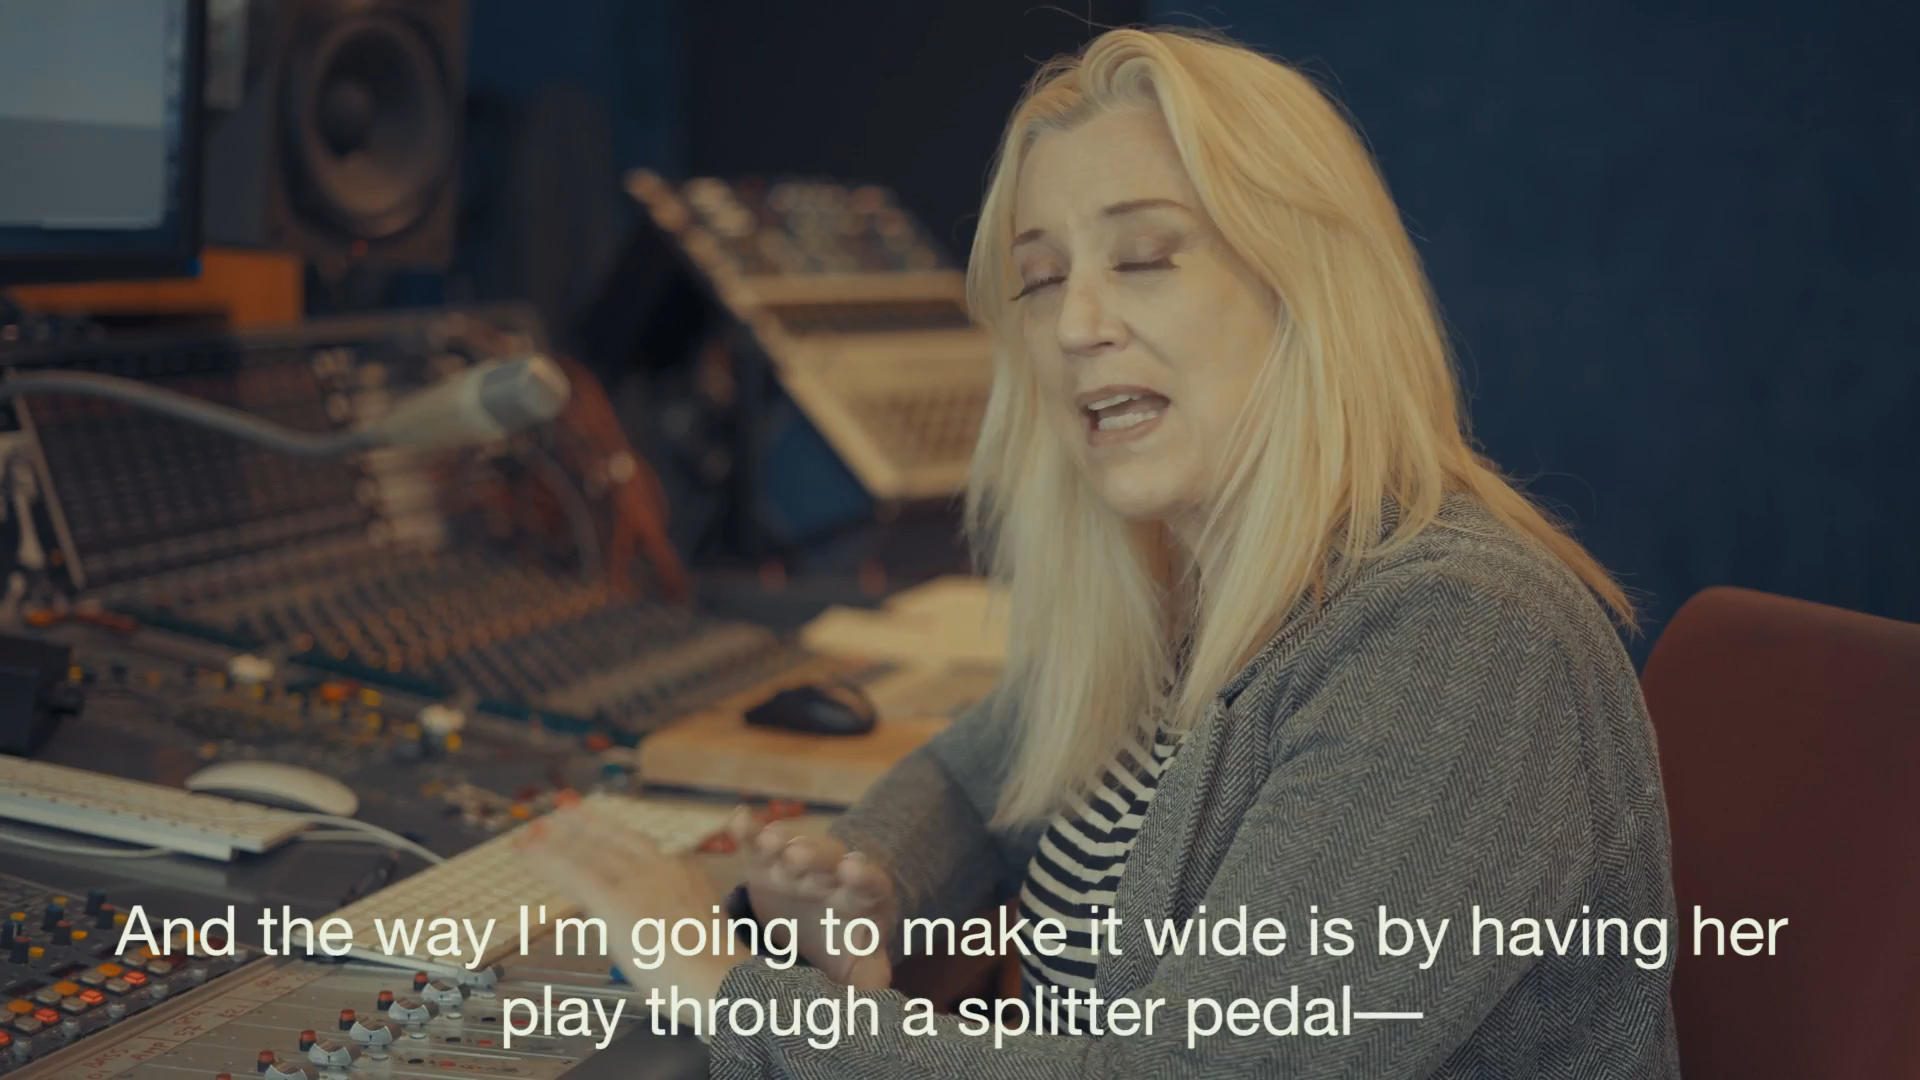 And the way I'm going to make it wide is by having her
play through a splitter pedal—